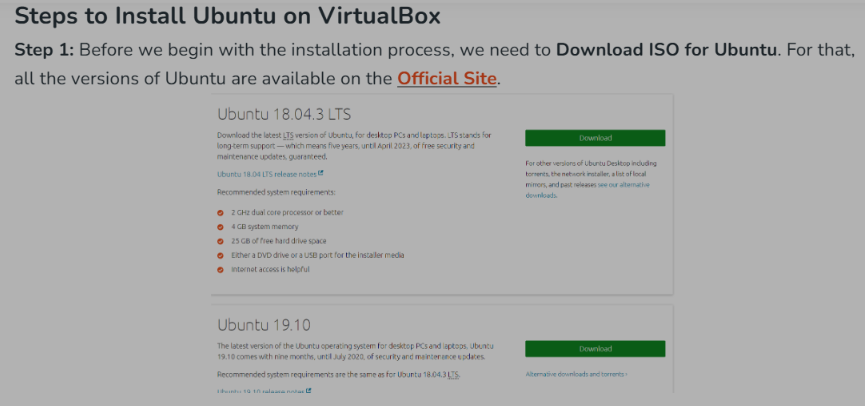 Steps to Install Ubuntu on VirtualBox
Step 1: Before we begin with the installation process, we need to Download ISO for Ubuntu. For that,
all the versions of Ubuntu are available on the Official Site.
Ubuntu 18.04.3 LTS
Download the latest LTS version of Ubuntu, for desktop PCs and laptops. LTS stands for
long-term support — which means five years, until April 2023, of free security and
maintenance updates, guaranteed.
Ubuntu 18.04 LTS release notes
Recommended system requirements:
2 GHz dual core processor or better
4 GB system memory
25 GB of free hard drive space
Either a DVD drive or a USB port for the installer media
Internet access is helpful
Download
For other versions of Ubuntu Desktop including
torrents, the network installer, a list of local
mirrors, and past releases see our alternative
downloads.
Ubuntu 19.10
The latest version of the Ubuntu operating system for desktop PCs and laptops, Ubuntu
19.10 comes with nine months, until July 2020, of security and maintenance updates.
Recommended system requirements are the same as for Ubuntu 18.04.3 LTS.
Ubuntu 19.10 release notes
Download
Alternative downloads and torrents ›